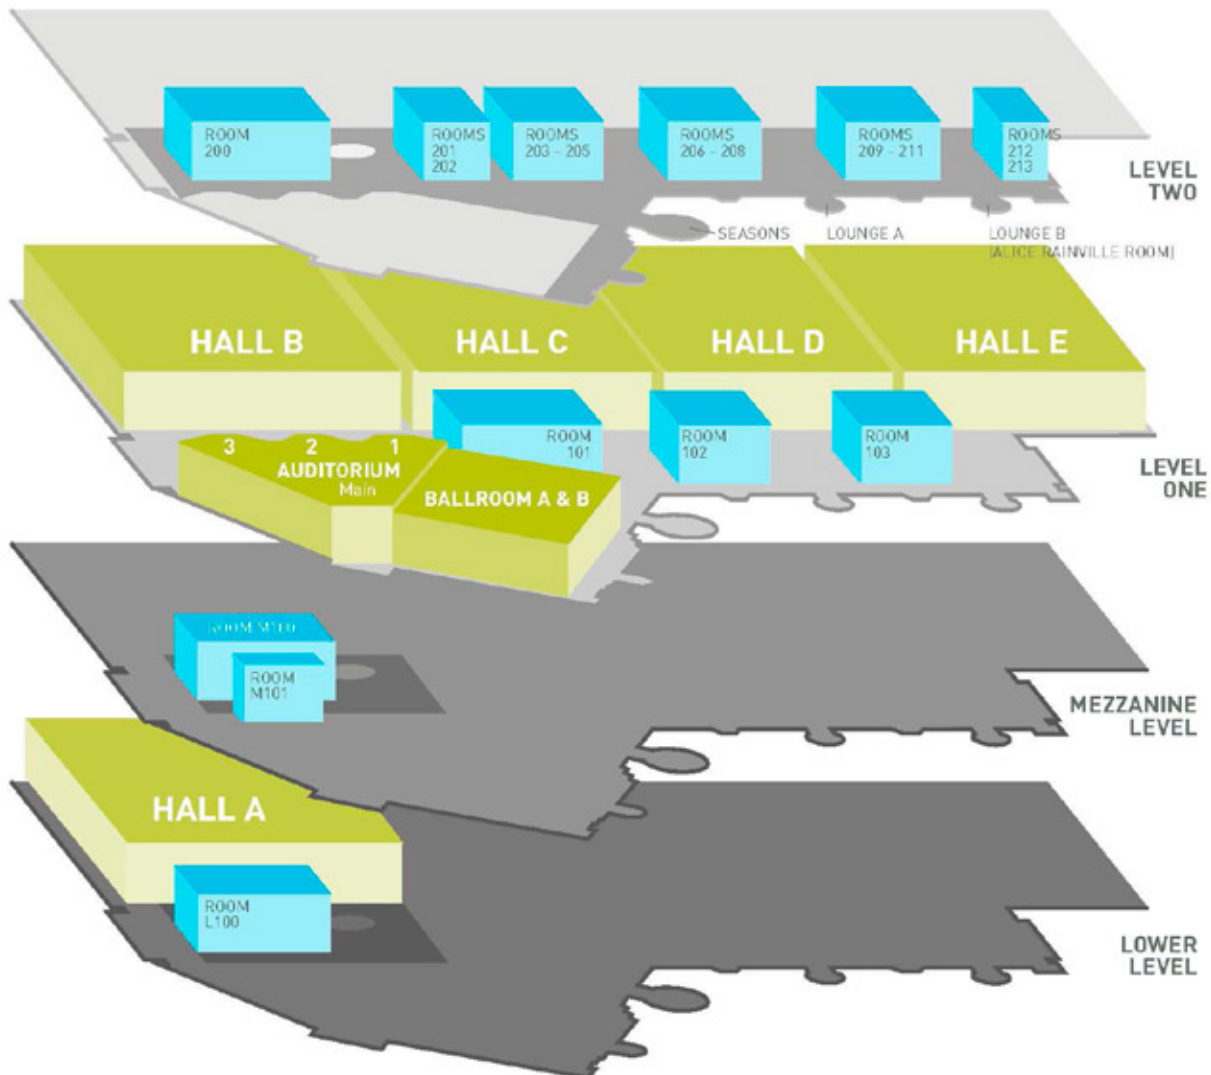 ROOM
200
ROOMS
201
202
ROOMS
203 - 205
ROOMS
206 - 208
ROOMS
209 - 211
ROOMS
212
213
LEVEL
TWO
SEASONS
LOUNGE A
LOUNGE B
(ALICE RAINVILLE ROOM)
HALL B
HALL C
HALL D
HALL E
ROOM
101
ROOM
102
ROOM
103
3
2
1
AUDITORIUM
Main
BALLROOM A & B
LEVEL
ONE
ROOM M100
ROOM
M101
MEZZANINE
LEVEL
HALL A
ROOM
L100
LOWER
LEVEL